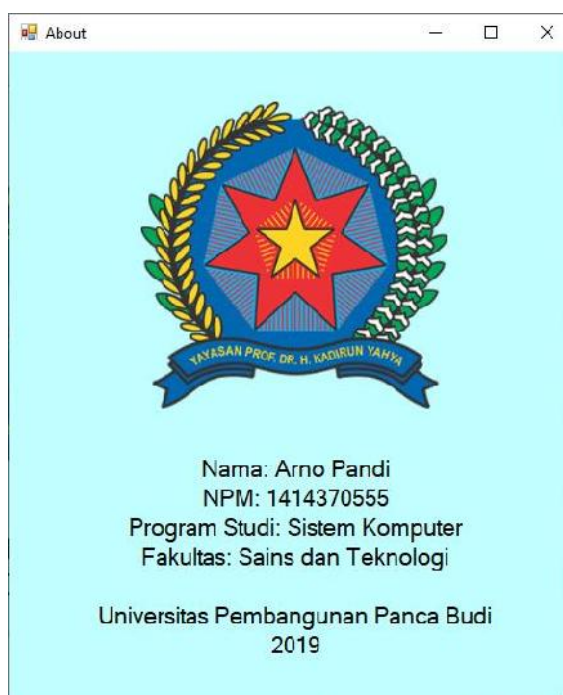 About
YAYASAN PROF. DR. H. KADIRUN YAHYA
Nama: Arno Pandi
NPM: 1414370555
Program Studi: Sistem Komputer
Fakultas: Sains dan Teknologi
Universitas Pembangunan Panca Budi
2019